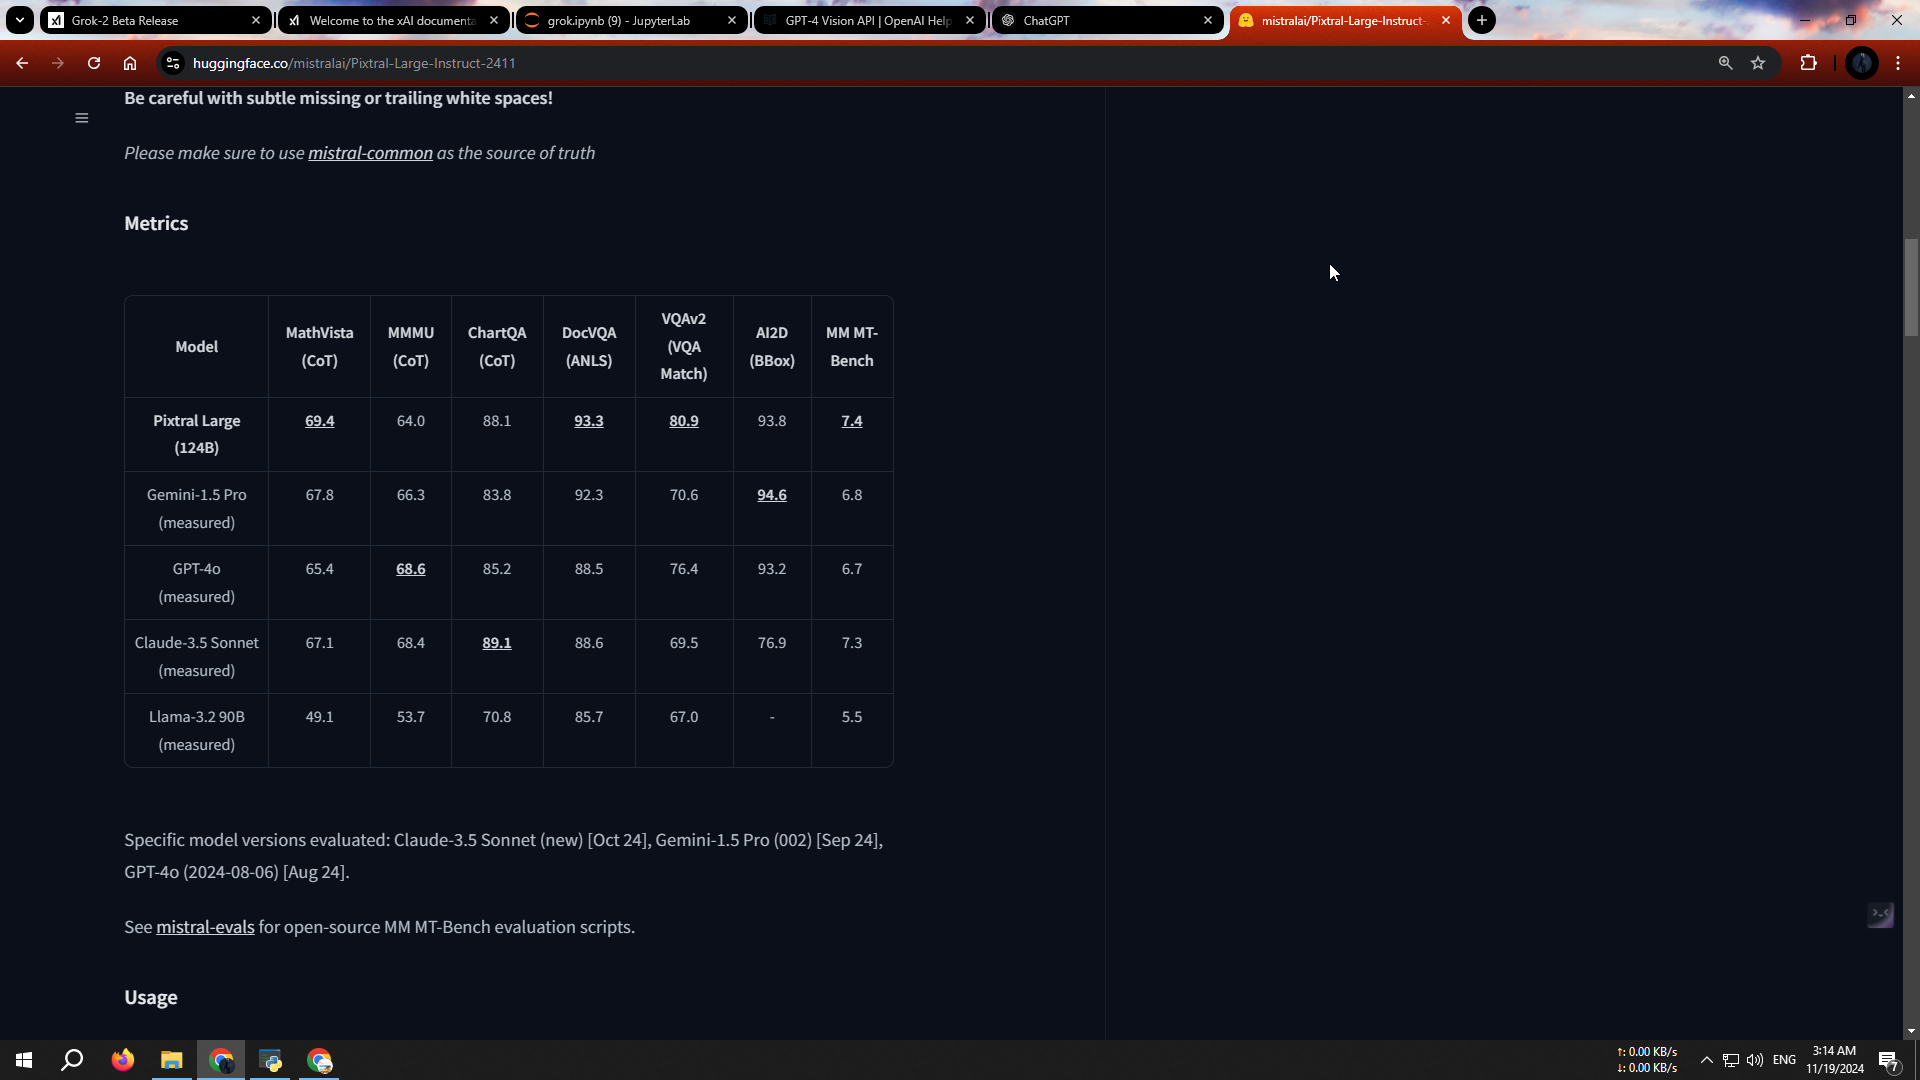 Grok-2 Beta Release
Welcome to the xAI documenta
grok.ipynb (9) - JupyterLab
GPT-4 Vision API | OpenAI Help
ChatGPT
mistralai/Pixtral-Large-Instruct-
huggingface.co/mistralai/Pixtral-Large-Instruct-2411
Be careful with subtle missing or trailing white spaces!
Please make sure to use mistral-common as the source of truth
Metrics
Model MathVista (CoT) MMMU (CoT) ChartQA (CoT) DocVQA (ANLS) VQAv2 (VQA Match) AI2D (BBox) MM MT-Bench
Pixtral Large (124B) 69.4 64.0 88.1 93.3 80.9 93.8 7.4
Gemini-1.5 Pro (measured) 67.8 66.3 83.8 92.3 70.6 94.6 6.8
GPT-4o (measured) 65.4 68.6 85.2 88.5 76.4 93.2 6.7
Claude-3.5 Sonnet (measured) 67.1 68.4 89.1 88.6 69.5 76.9 7.3
Llama-3.2 90B (measured) 49.1 53.7 70.8 85.7 67.0 - 5.5
Specific model versions evaluated: Claude-3.5 Sonnet (new) [Oct 24], Gemini-1.5 Pro (002) [Sep 24],
GPT-4o (2024-08-06) [Aug 24].
See mistral-evals for open-source MM MT-Bench evaluation scripts.
Usage
↑: 0.00 KB/s
↓: 0.00 KB/s
ENG
3:14 AM
11/19/2024
7